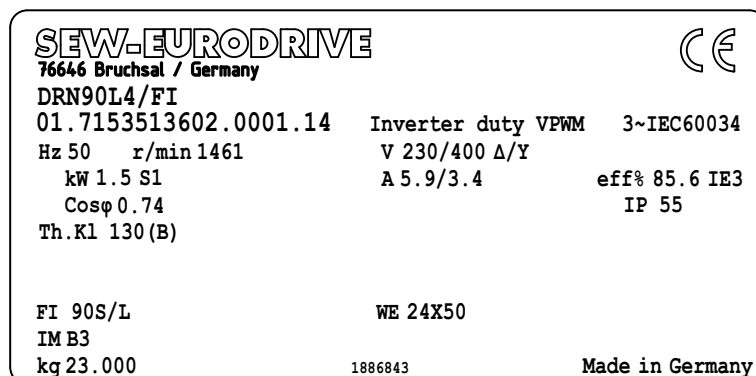 SEW-EURODRIVE CE
76646 Bruchsal / Germany
DRN90L4/FI
01.7153513602.0001.14 Inverter duty VPWM 3~IEC60034
Hz 50 r/min 1461 V 230/400 Δ/Y
kW 1.5 S1 A 5.9/3.4 eff% 85.6 IE3
Cosφ 0.74 IP 55
Th.Kl 130(B)
FI 90S/L WE 24X50
IM B3
kg 23.000 1886843 Made in Germany